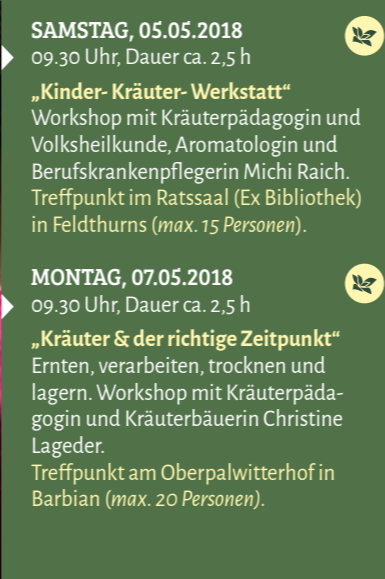 SAMSTAG, 05.05.2018
09.30 Uhr, Dauer ca. 2,5 h
„Kinder- Kräuter- Werkstatt“
Workshop mit Kräuterpädagogin und
Volksheilkunde, Aromatologin und
Berufskrankenpflegerin Michi Raich.
Treffpunkt im Ratssaal (Ex Bibliothek)
in Feldthurns (max. 15 Personen).
MONTAG, 07.05.2018
09.30 Uhr, Dauer ca. 2,5 h
„Kräuter & der richtige Zeitpunkt“
Ernten, verarbeiten, trocknen und
lagern. Workshop mit Kräuterpäda-
gogin und Kräuterbäuerin Christine
Lageder.
Treffpunkt am Oberpalwitterhof in
Barbian (max. 20 Personen).